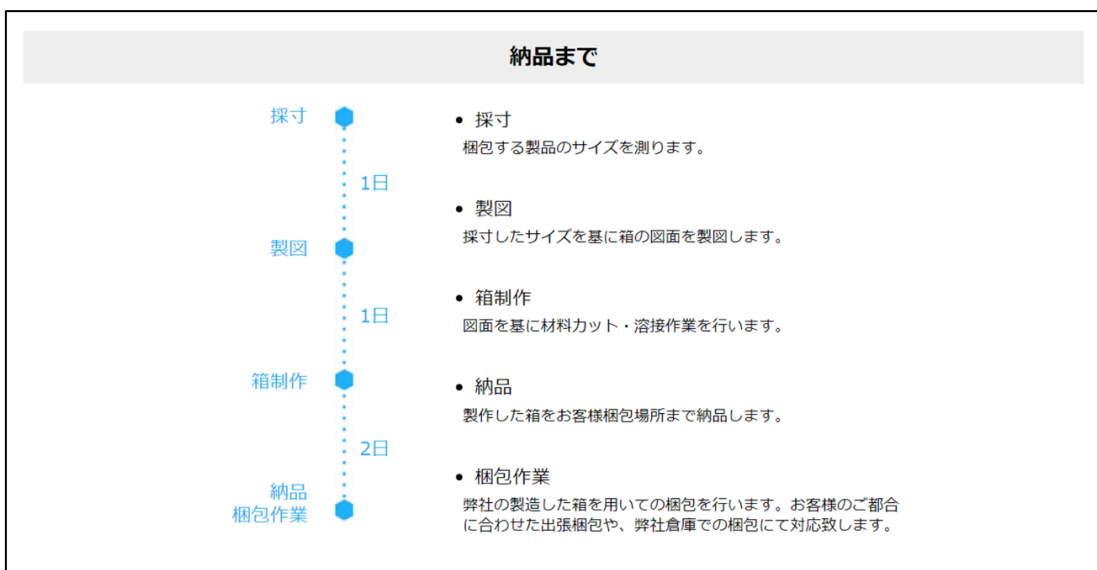 納品まで
採寸
1日
製図
1日
箱制作
2日
納品
梱包作業
• 採寸
梱包する製品のサイズを測ります。
• 製図
採寸したサイズを基に箱の図面を製図します。
• 箱制作
図面を基に材料カット・溶接作業を行います。
• 納品
製作した箱をお客様梱包場所まで納品します。
• 梱包作業
弊社の製造した箱を用いての梱包を行います。お客様のご都合
に合わせた出張梱包や、弊社倉庫での梱包にて対応致します。